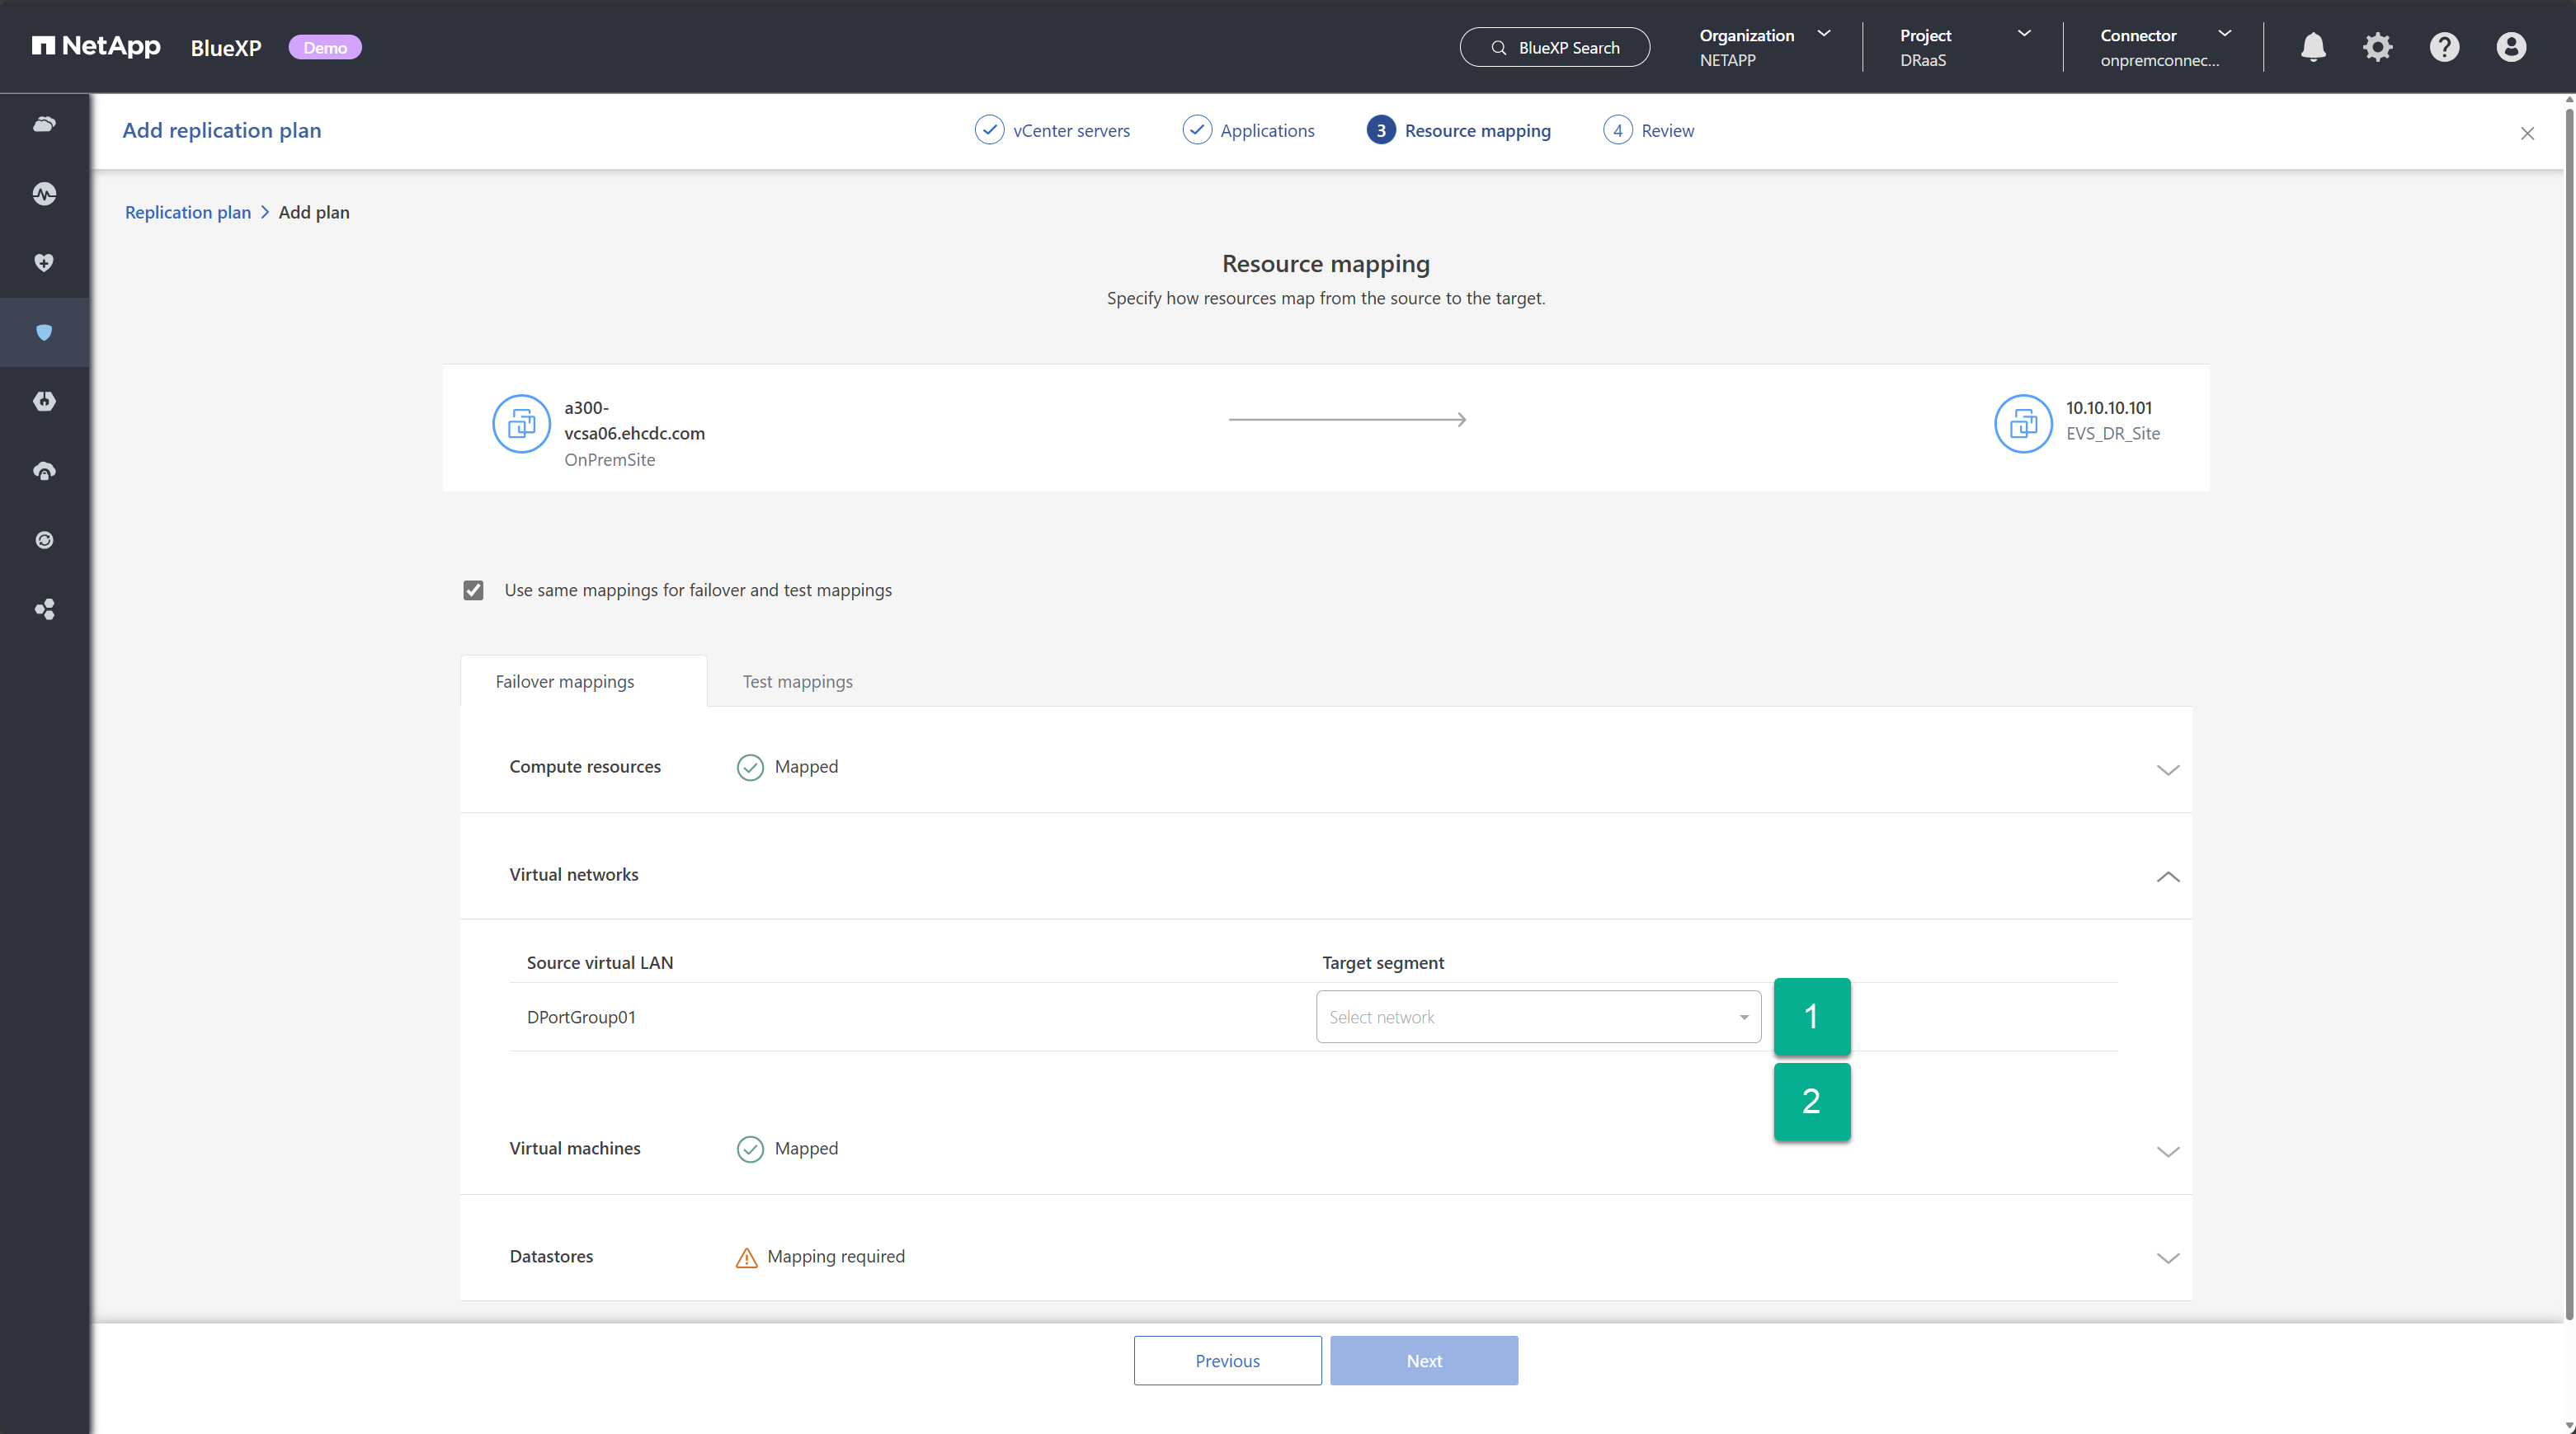 NetApp BlueXP Demo
BlueXP Search
Organization
NETAPP
Project
DRaaS
Connector
onpremconnec...
Add replication plan
vCenter servers
Applications
3 Resource mapping
4 Review
Replication plan > Add plan
Resource mapping
Specify how resources map from the source to the target.
a300-
vcsa06.ehcdc.com
OnPremSite
10.10.10.101
EVS_DR_Site
Use same mappings for failover and test mappings
Failover mappings
Test mappings
Compute resources
Mapped
Virtual networks
Source virtual LAN
Target segment
DPortGroup01
Select network
1
2
Virtual machines
Mapped
Datastores
Mapping required
Previous
Next